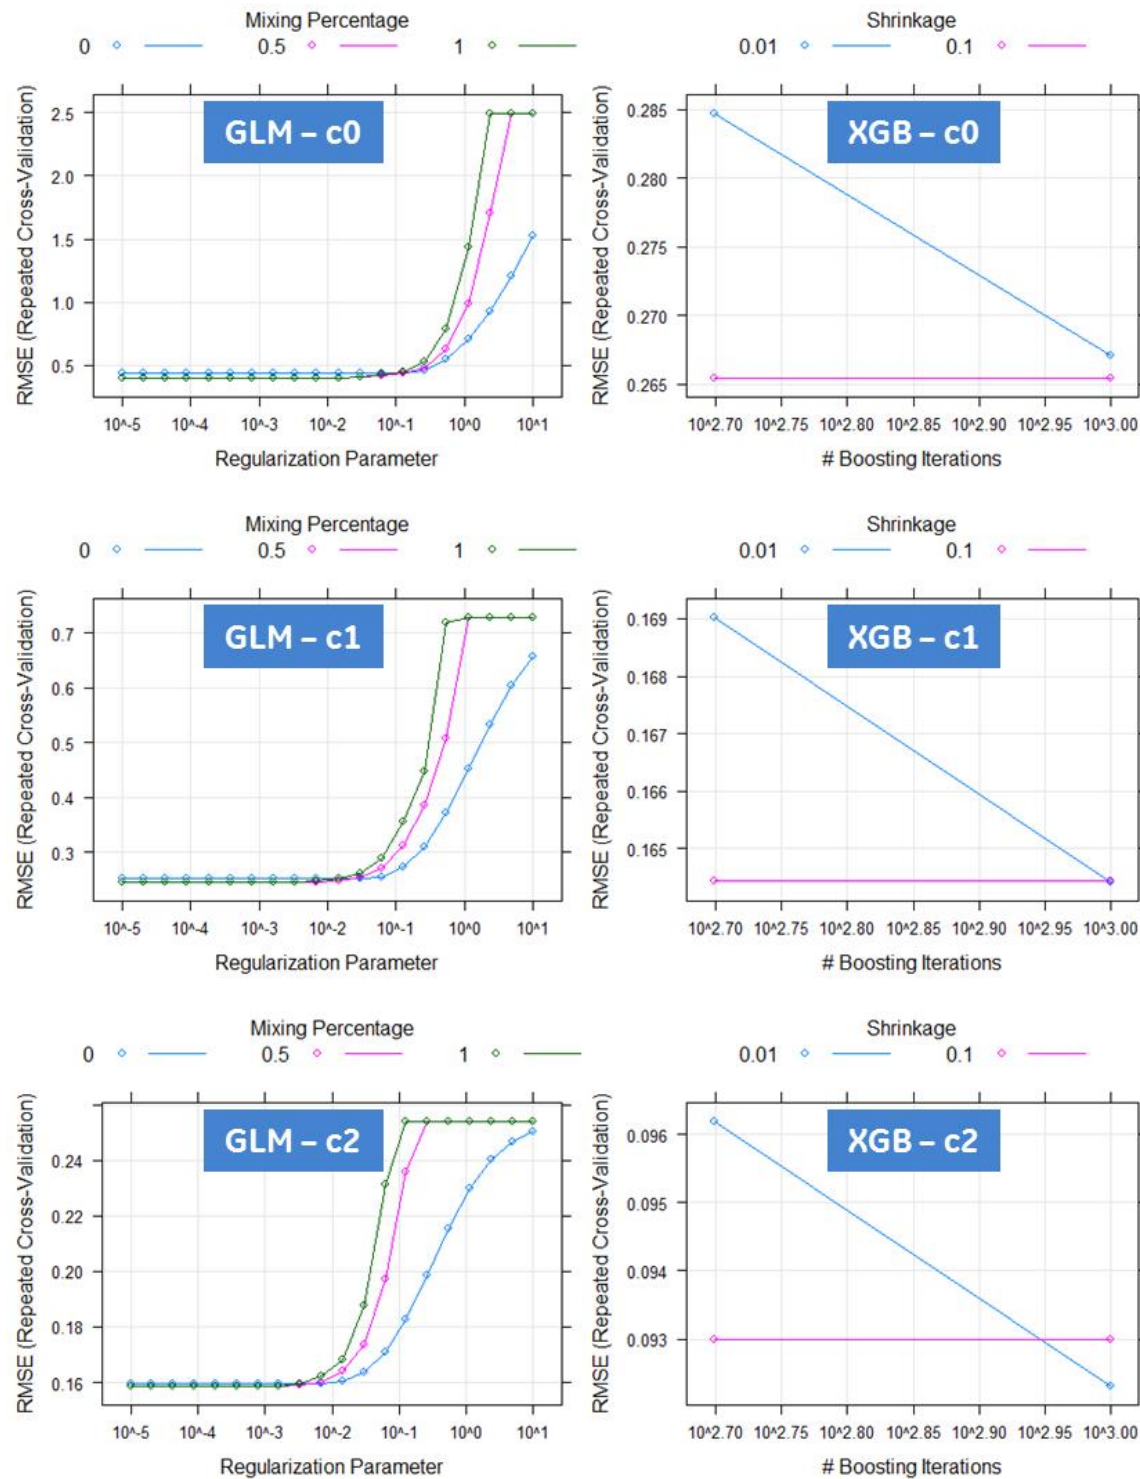 Mixing Percentage
0 0.5 1
RMSE (Repeated Cross-Validation)
GLM – c0
2.5
2.0
1.5
1.0
0.5
10^-5 10^-4 10^-3 10^-2 10^-1 10^0 10^1
Regularization Parameter
Shrinkage
0.01 0.1
RMSE (Repeated Cross-Validation)
XGB – c0
0.285
0.280
0.275
0.270
0.265
10^2.70 10^2.75 10^2.80 10^2.85 10^2.90 10^2.95 10^3.00
# Boosting Iterations
Mixing Percentage
0 0.5 1
RMSE (Repeated Cross-Validation)
GLM – c1
0.7
0.6
0.5
0.4
0.3
10^-5 10^-4 10^-3 10^-2 10^-1 10^0 10^1
Regularization Parameter
Shrinkage
0.01 0.1
RMSE (Repeated Cross-Validation)
XGB – c1
0.169
0.168
0.167
0.166
0.165
10^2.70 10^2.75 10^2.80 10^2.85 10^2.90 10^2.95 10^3.00
# Boosting Iterations
Mixing Percentage
0 0.5 1
RMSE (Repeated Cross-Validation)
GLM – c2
0.24
0.22
0.20
0.18
0.16
10^-5 10^-4 10^-3 10^-2 10^-1 10^0 10^1
Regularization Parameter
Shrinkage
0.01 0.1
RMSE (Repeated Cross-Validation)
XGB – c2
0.096
0.095
0.094
0.093
10^2.70 10^2.75 10^2.80 10^2.85 10^2.90 10^2.95 10^3.00
# Boosting Iterations